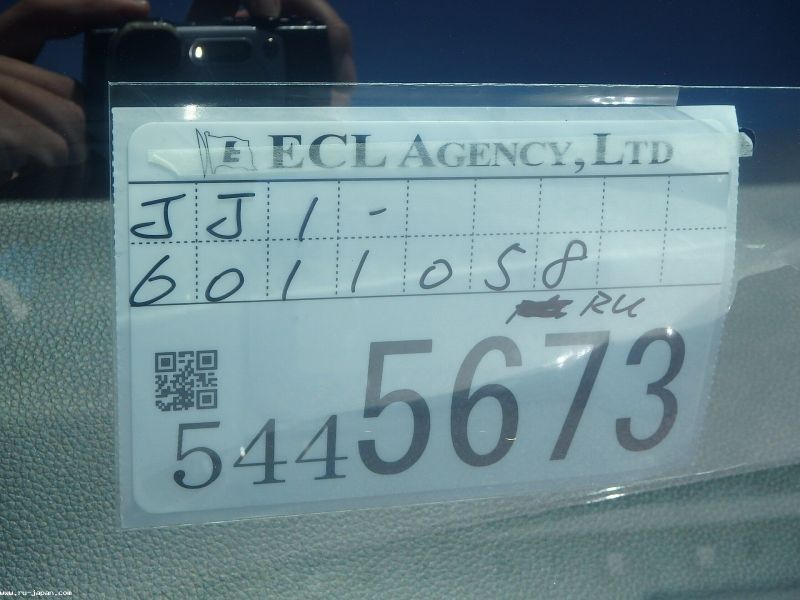 E ECL AGENCY, LTD
JJ1-
6011058
RU
5445673
www.ru-japan.com